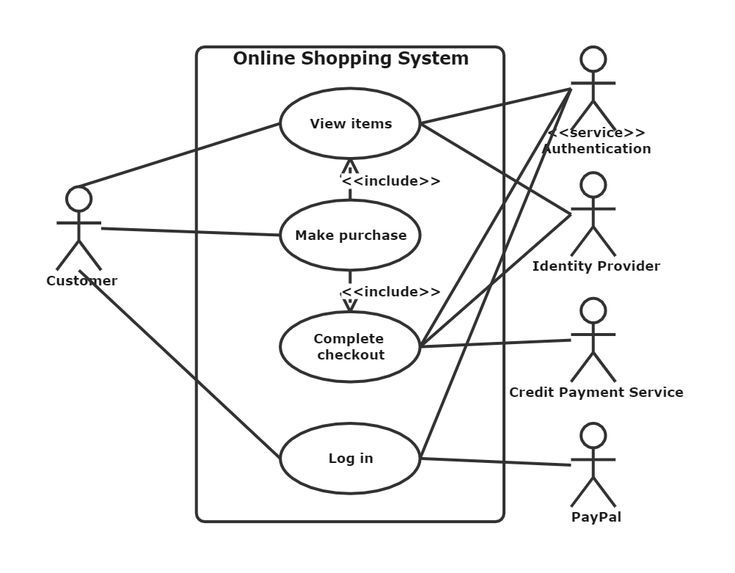 Online Shopping System
View items
<<include>>
Make purchase
<<include>>
Complete
checkout
Log in
Customer
<<service>>
Authentication
Identity Provider
Credit Payment Service
PayPal